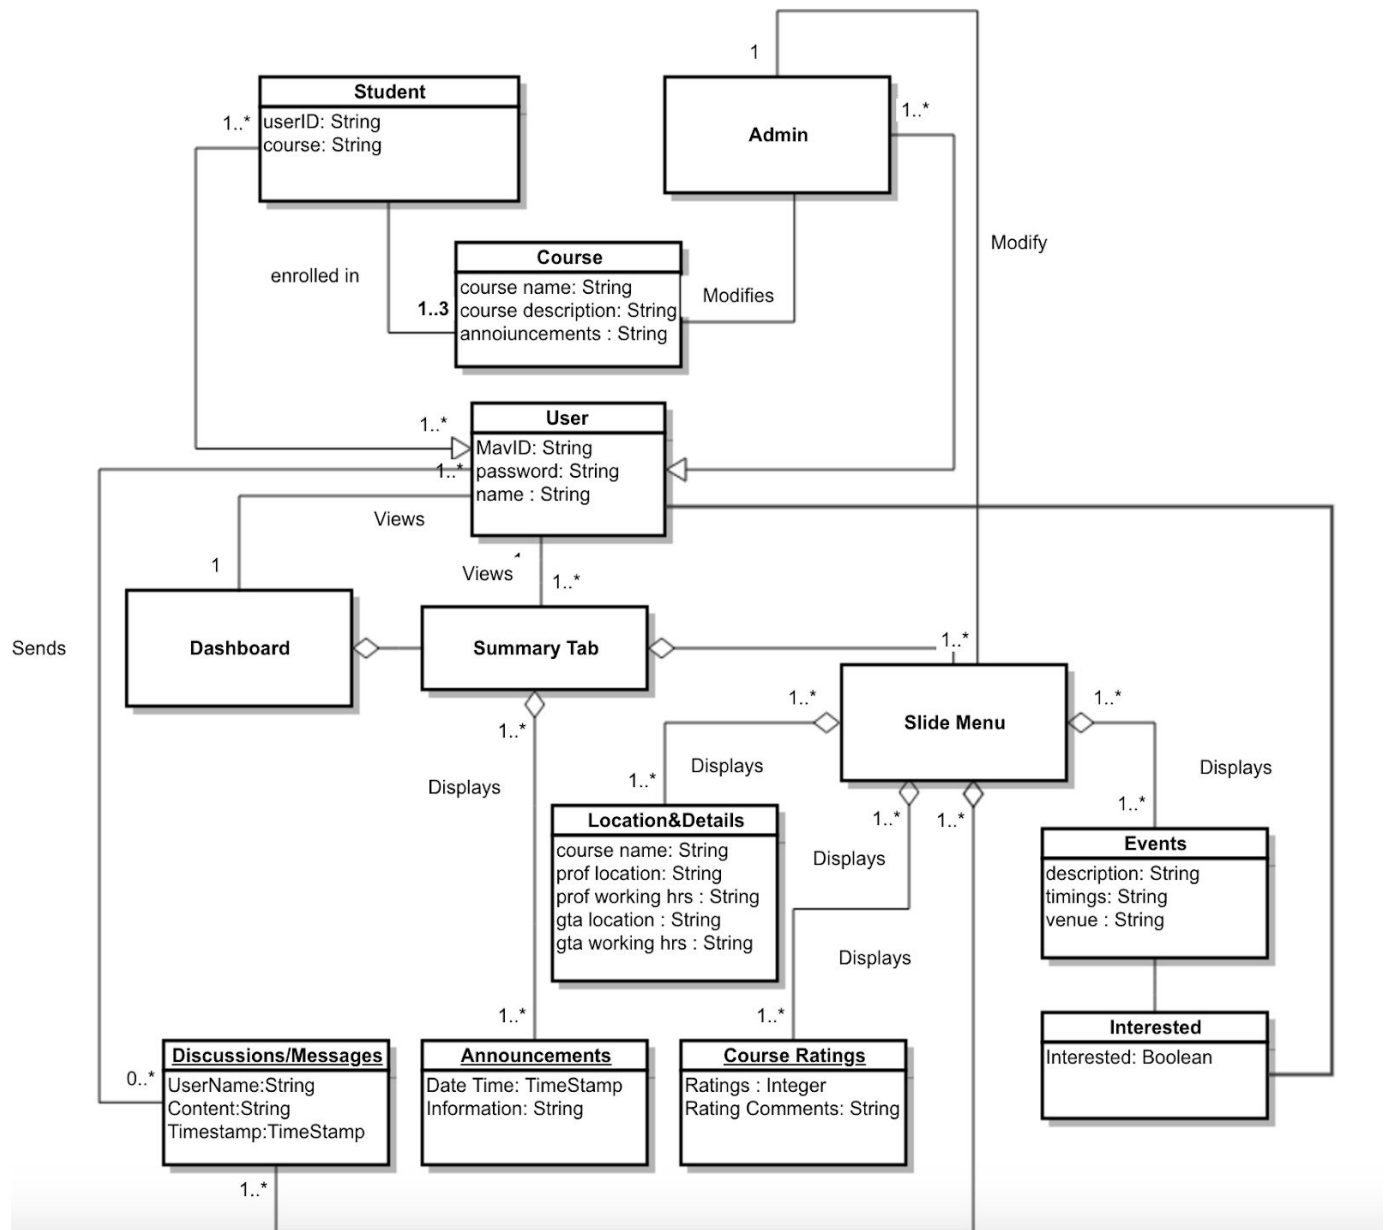 1
Student
1..*
userID: String
course: String
Admin
1..*
Modify
enrolled in
Course
1..3
course name: String
course description: String
annoiuncements : String
Modifies
1..*
User
1..*
MavID: String
password: String
name : String
Views
1
Views
1..*
Sends
Dashboard
Summary Tab
1..*
1..*
Slide Menu
1..*
1..*
Displays
Displays
1..*
Displays
1..*
1..*
1..*
1..*
Displays
Location&Details
course name: String
prof location: String
prof working hrs : String
gta location : String
gta working hrs : String
Events
description: String
timings: String
venue : String
Displays
1..*
1..*
Interested
Interested: Boolean
0..*
Discussions/Messages
UserName:String
Content:String
Timestamp:TimeStamp
Announcements
Date Time: TimeStamp
Information: String
Course Ratings
Ratings : Integer
Rating Comments: String
1..*